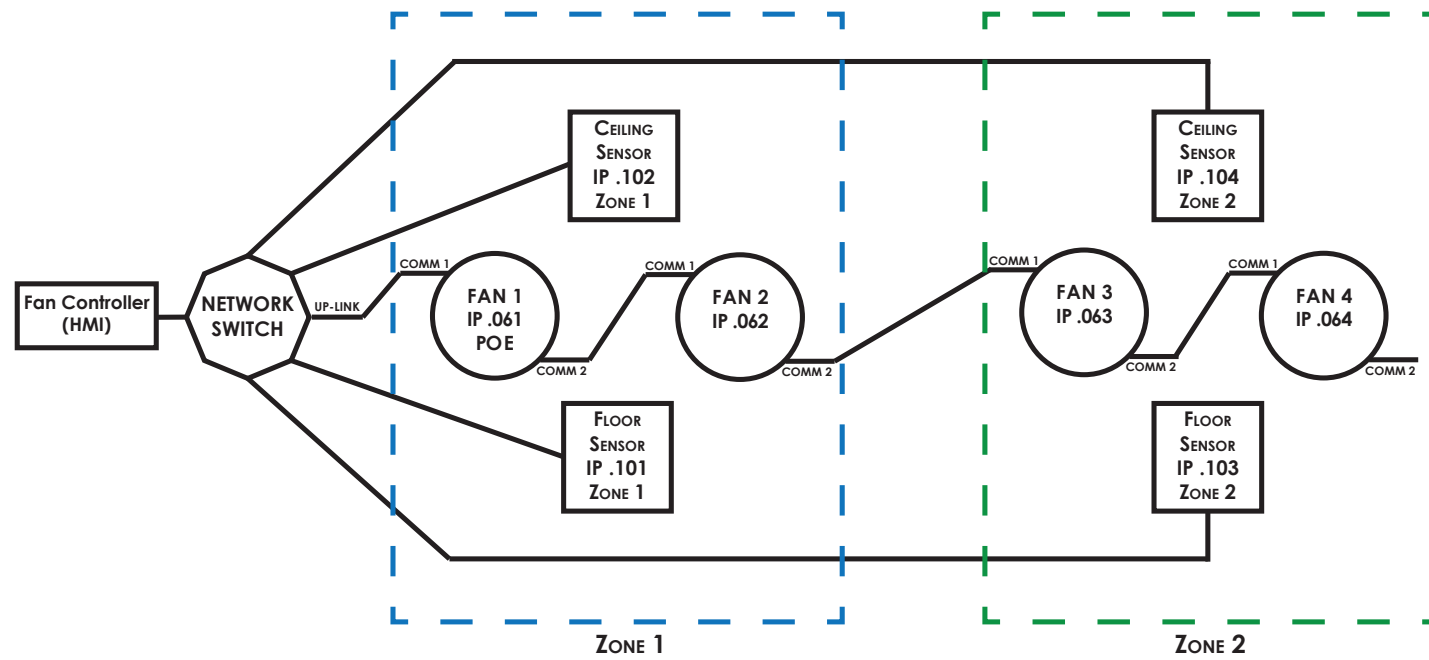 Ceiling
Sensor
IP .102
Zone 1
Ceiling
Sensor
IP .104
Zone 2
Fan Controller
(HMI)
NETWORK
SWITCH
UP-LINK
COMM 1
FAN 1
IP .061
POE
COMM 2
COMM 1
FAN 2
IP .062
COMM 2
COMM 1
FAN 3
IP .063
COMM 2
COMM 1
FAN 4
IP .064
COMM 2
Floor
Sensor
IP .101
Zone 1
Floor
Sensor
IP .103
Zone 2
Zone 1
Zone 2